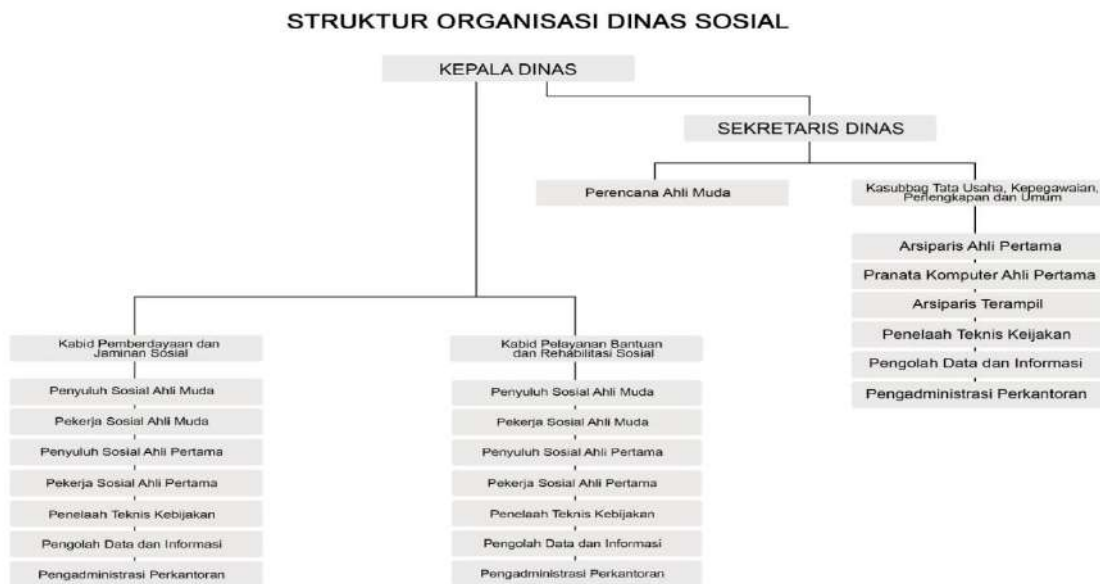 STRUKTUR ORGANISASI DINAS SOSIAL
KEPALA DINAS
SEKRETARIS DINAS
Perencana Ahli Muda
Kasubbag Tata Usaha, Kepegawaian,
Perlengkapan dan Umum
Arsiparis Ahli Pertama
Pranata Komputer Ahli Pertama
Arsiparis Terampil
Penelaah Teknis Keijakan
Pengolah Data dan Informasi
Pengadministrasi Perkantoran
Kabid Pemberdayaan dan
Jaminan Sosial
Penyuluh Sosial Ahli Muda
Pekerja Sosial Ahli Muda
Penyuluh Sosial Ahli Pertama
Pekerja Sosial Ahli Pertama
Penelaah Teknis Kebijakan
Pengolah Data dan Informasi
Pengadministrasi Perkantoran
Kabid Pelayanan Bantuan
dan Rehabilitasi Sosial
Penyuluh Sosial Ahli Muda
Pekerja Sosial Ahli Muda
Penyuluh Sosial Ahli Pertama
Pekerja Sosial Ahli Pertama
Penelaah Teknis Kebijakan
Pengolah Data dan Informasi
Pengadministrasi Perkantoran